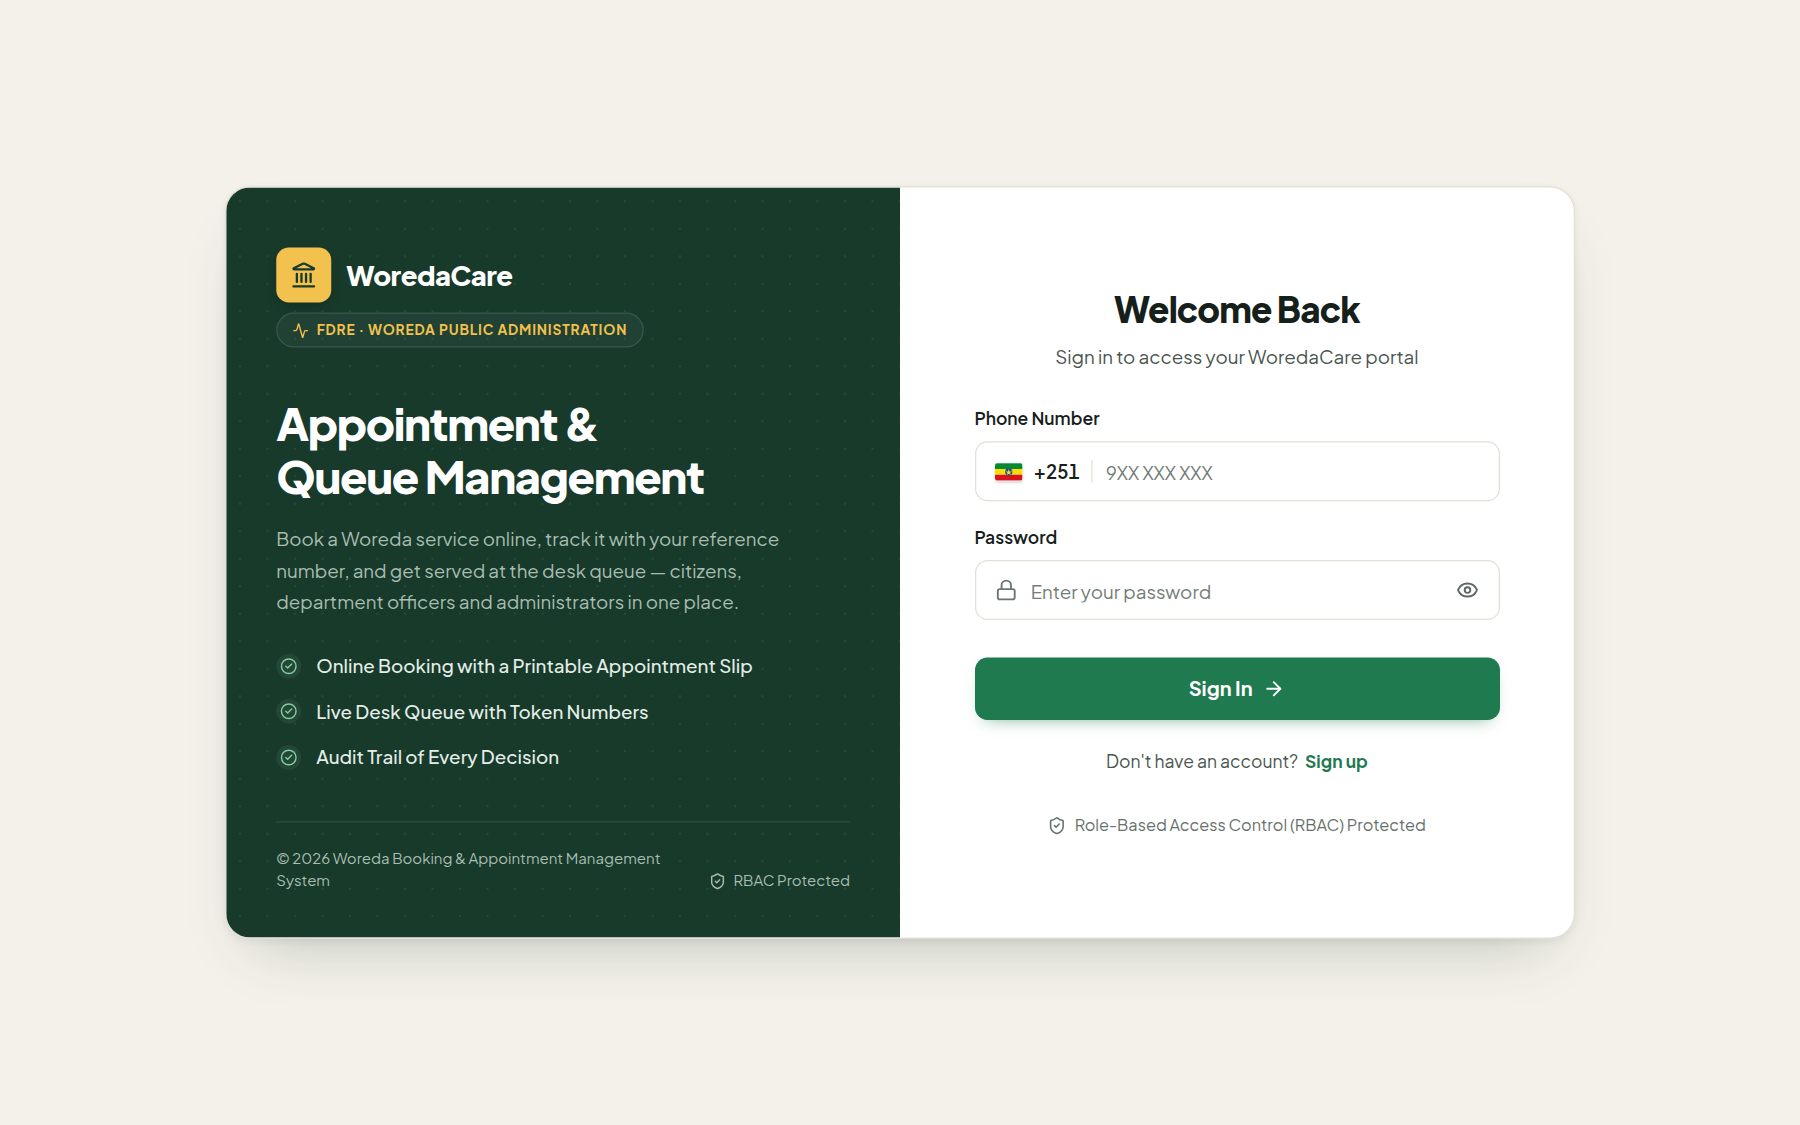 WoredaCare
FDRE · WOREDA PUBLIC ADMINISTRATION
Appointment &
Queue Management
Book a Woreda service online, track it with your reference
number, and get served at the desk queue — citizens,
department officers and administrators in one place.
Online Booking with a Printable Appointment Slip
Live Desk Queue with Token Numbers
Audit Trail of Every Decision
© 2026 Woreda Booking & Appointment Management
System
RBAC Protected
Welcome Back
Sign in to access your WoredaCare portal
Phone Number
+251 9XX XXX XXX
Password
Enter your password
Sign In
Don't have an account? Sign up
Role-Based Access Control (RBAC) Protected